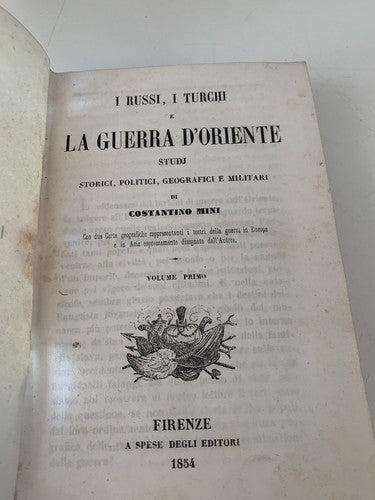 I RUSSI, I TURCHI
E
LA GUERRA D'ORIENTE
STUDJ
STORICI, POLITICI, GEOGRAFICI E MILITARI
DI
COSTANTINO MINI
Con due Carte geografiche rappresentanti i teatri della guerra in Europa
e in Asia espressamente disegnate dall'Autore.
VOLUME PRIMO
FIRENZE
A SPESE DEGLI EDITORI
1854